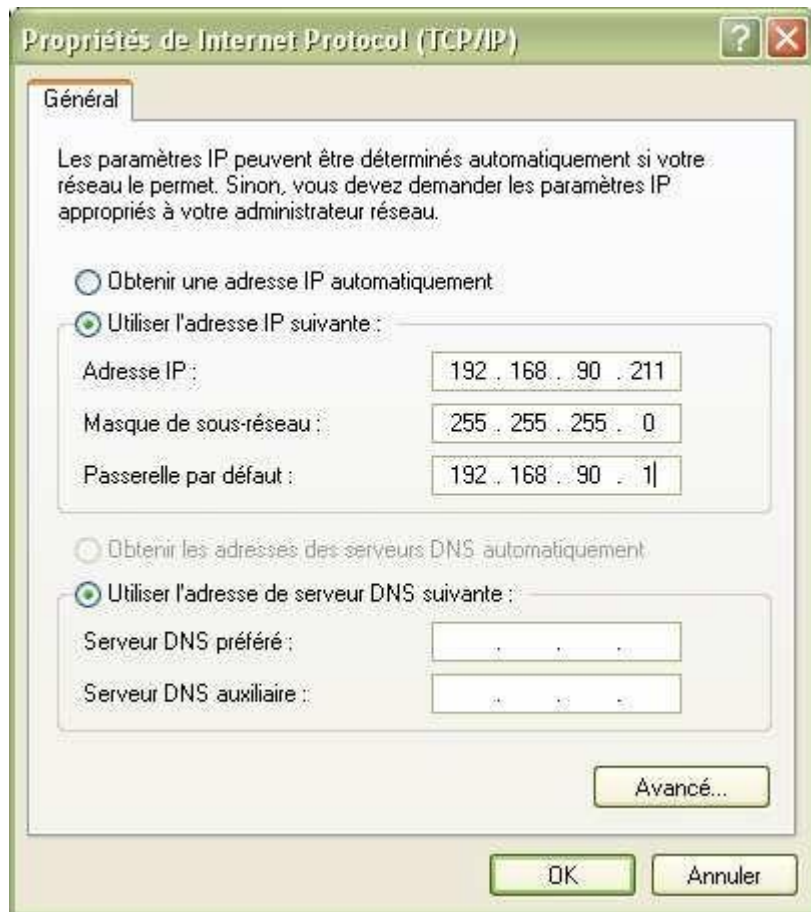 Propriétés de Internet Protocol (TCP/IP)
Général
Les paramètres IP peuvent être déterminés automatiquement si votre
réseau le permet. Sinon, vous devez demander les paramètres IP
appropriés à votre administrateur réseau.
Obtenir une adresse IP automatiquement
Utiliser l'adresse IP suivante :
Adresse IP : 192 . 168 . 90 . 211
Masque de sous-réseau : 255 . 255 . 255 . 0
Passerelle par défaut : 192 . 168 . 90 . 1
Obtenir les adresses des serveurs DNS automatiquement
Utiliser l'adresse de serveur DNS suivante :
Serveur DNS préféré : . . .
Serveur DNS auxiliaire : . . .
Avancé...
OK Annuler